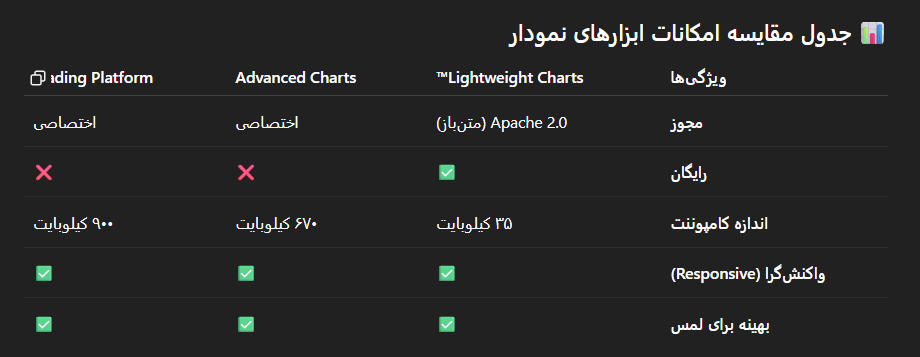 📊 جدول مقایسه امکانات ابزارهای نمودار
ویژگی‌ها Lightweight Charts™ Advanced Charts ading Platform
مجوز Apache 2.0 (متن‌باز) اختصاصی اختصاصی
رایگان ✅ ❌ ❌
اندازه کامپوننت ۳۵ کیلوبایت ۶۷۰ کیلوبایت ۹۰۰ کیلوبایت
واکنش‌گرا (Responsive) ✅ ✅ ✅
بهینه برای لمس ✅ ✅ ✅